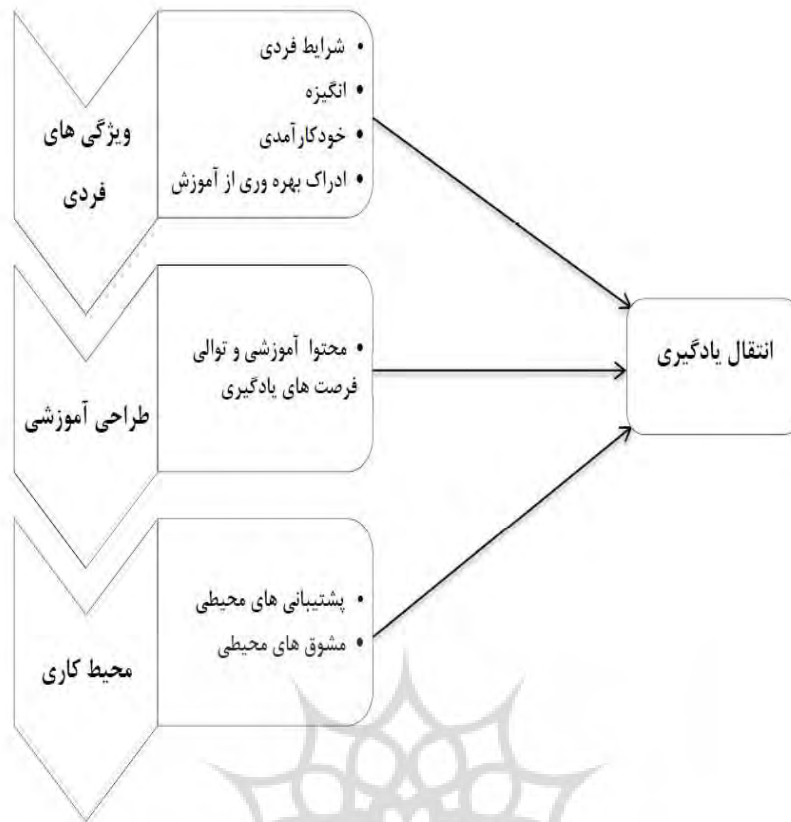 ویژگی های
فردی
• شرایط فردی
• انگیزه
• خودکارآمدی
• ادراک بهره وری از آموزش
طراحی آموزشی
• محتوا آموزشی و توالی
فرصت های یادگیری
محیط کاری
• پشتیبانی های محیطی
• مشوق های محیطی
انتقال یادگیری